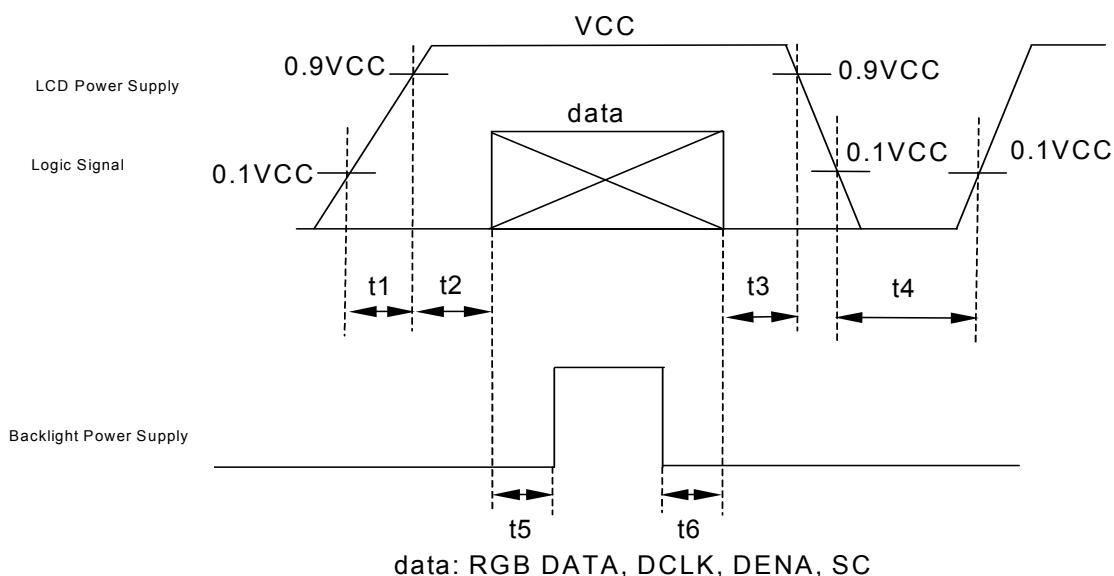 VCC
0.9VCC
0.9VCC
LCD Power Supply
data
Logic Signal
0.1VCC
0.1VCC
0.1VCC
t1
t2
t3
t4
Backlight Power Supply
t5
t6
data: RGB DATA, DCLK, DENA, SC